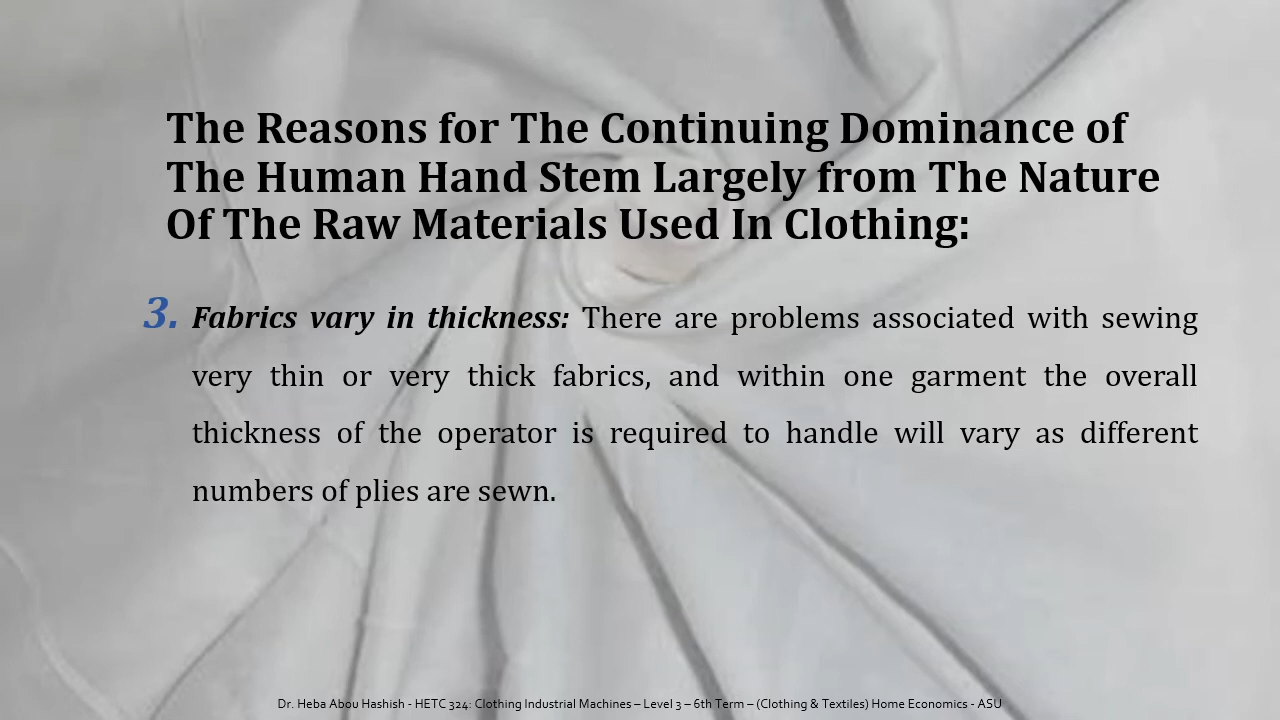 The Reasons for The Continuing Dominance of
The Human Hand Stem Largely from The Nature
Of The Raw Materials Used In Clothing:
3. Fabrics vary in thickness: There are problems associated with sewing
very thin or very thick fabrics, and within one garment the overall
thickness of the operator is required to handle will vary as different
numbers of plies are sewn.
Dr. Heba Abou Hashish - HETC 324: Clothing Industrial Machines – Level 3 – 6th Term – (Clothing & Textiles) Home Economics - ASU